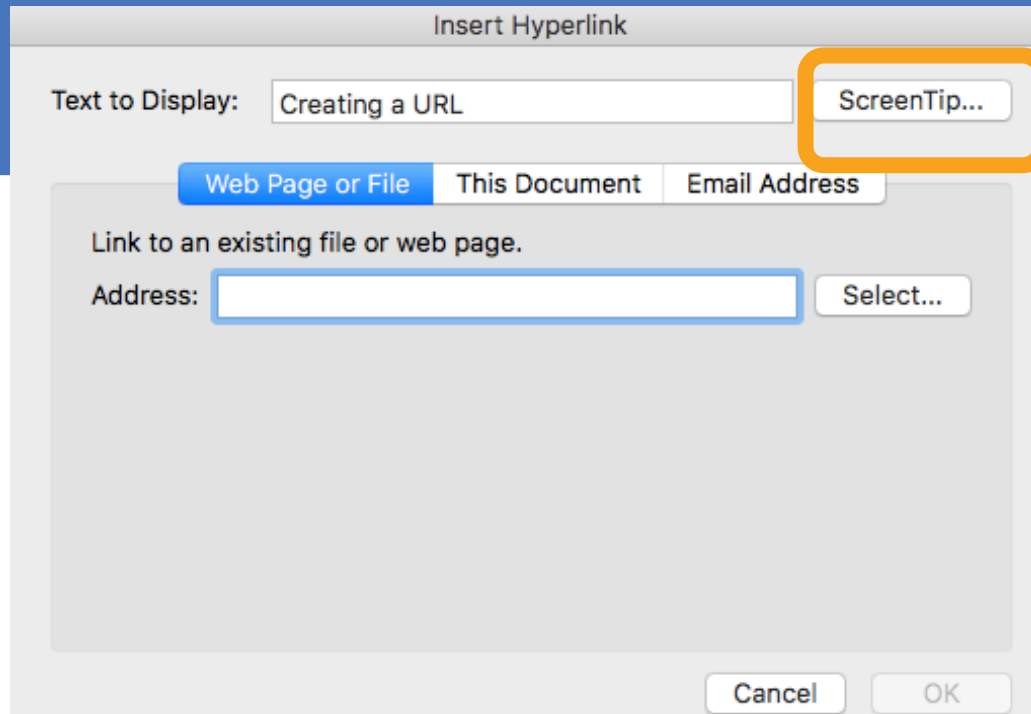 Insert Hyperlink
Text to Display: Creating a URL ScreenTip...
Web Page or File This Document Email Address
Link to an existing file or web page.
Address: Select...
Cancel OK